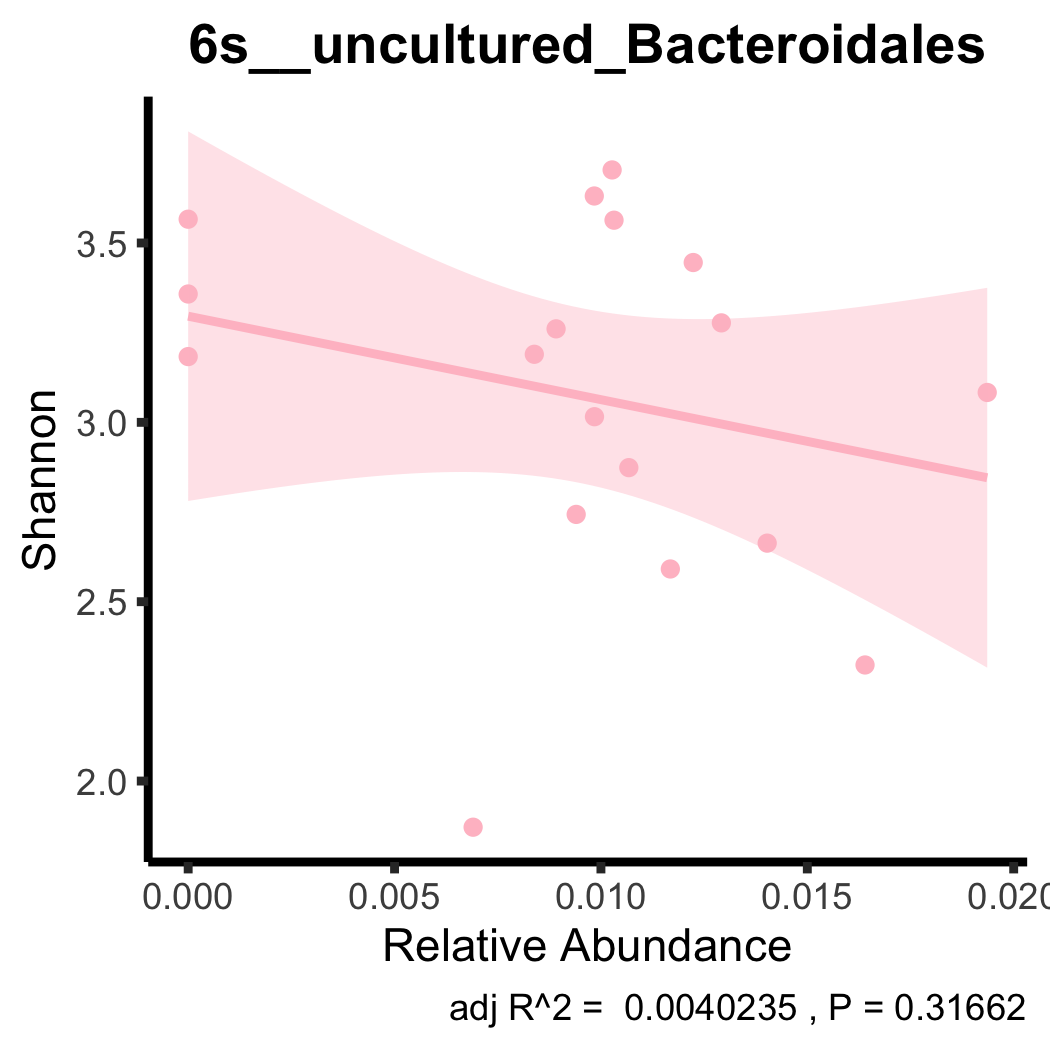 6s__uncultured_Bacteroidales
Shannon
3.5
3.0
2.5
2.0
0.000 0.005 0.010 0.015 0.020
Relative Abundance
adj R^2 =  0.0040235 , P = 0.31662